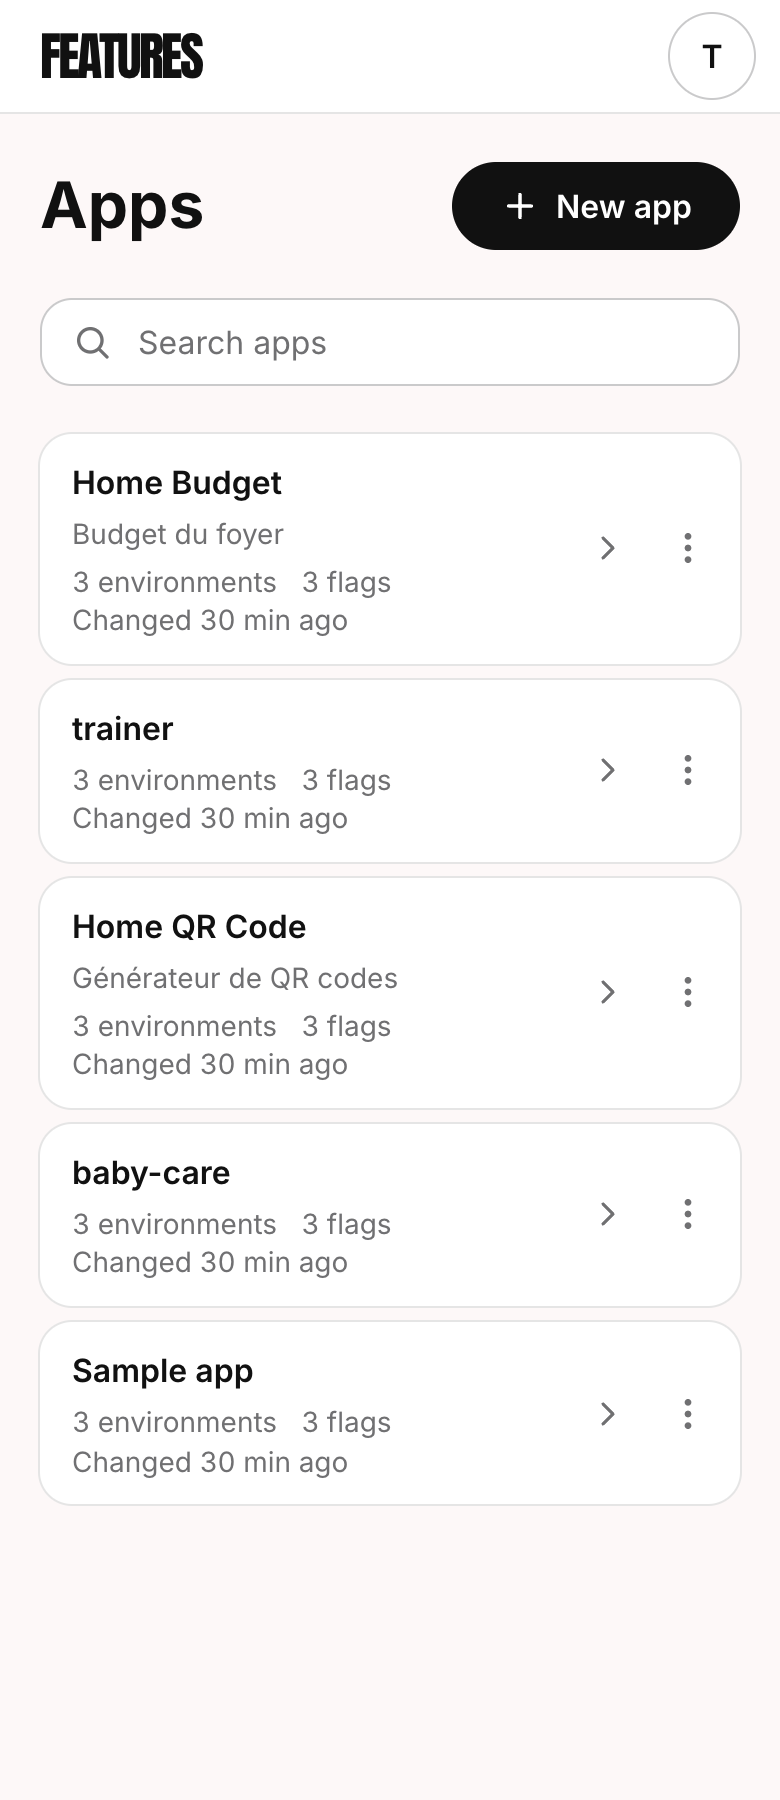 FEATURES
T
Apps
New app
Search apps
Home Budget
Budget du foyer
3 environments 3 flags
Changed 30 min ago
trainer
3 environments 3 flags
Changed 30 min ago
Home QR Code
Générateur de QR codes
3 environments 3 flags
Changed 30 min ago
baby-care
3 environments 3 flags
Changed 30 min ago
Sample app
3 environments 3 flags
Changed 30 min ago